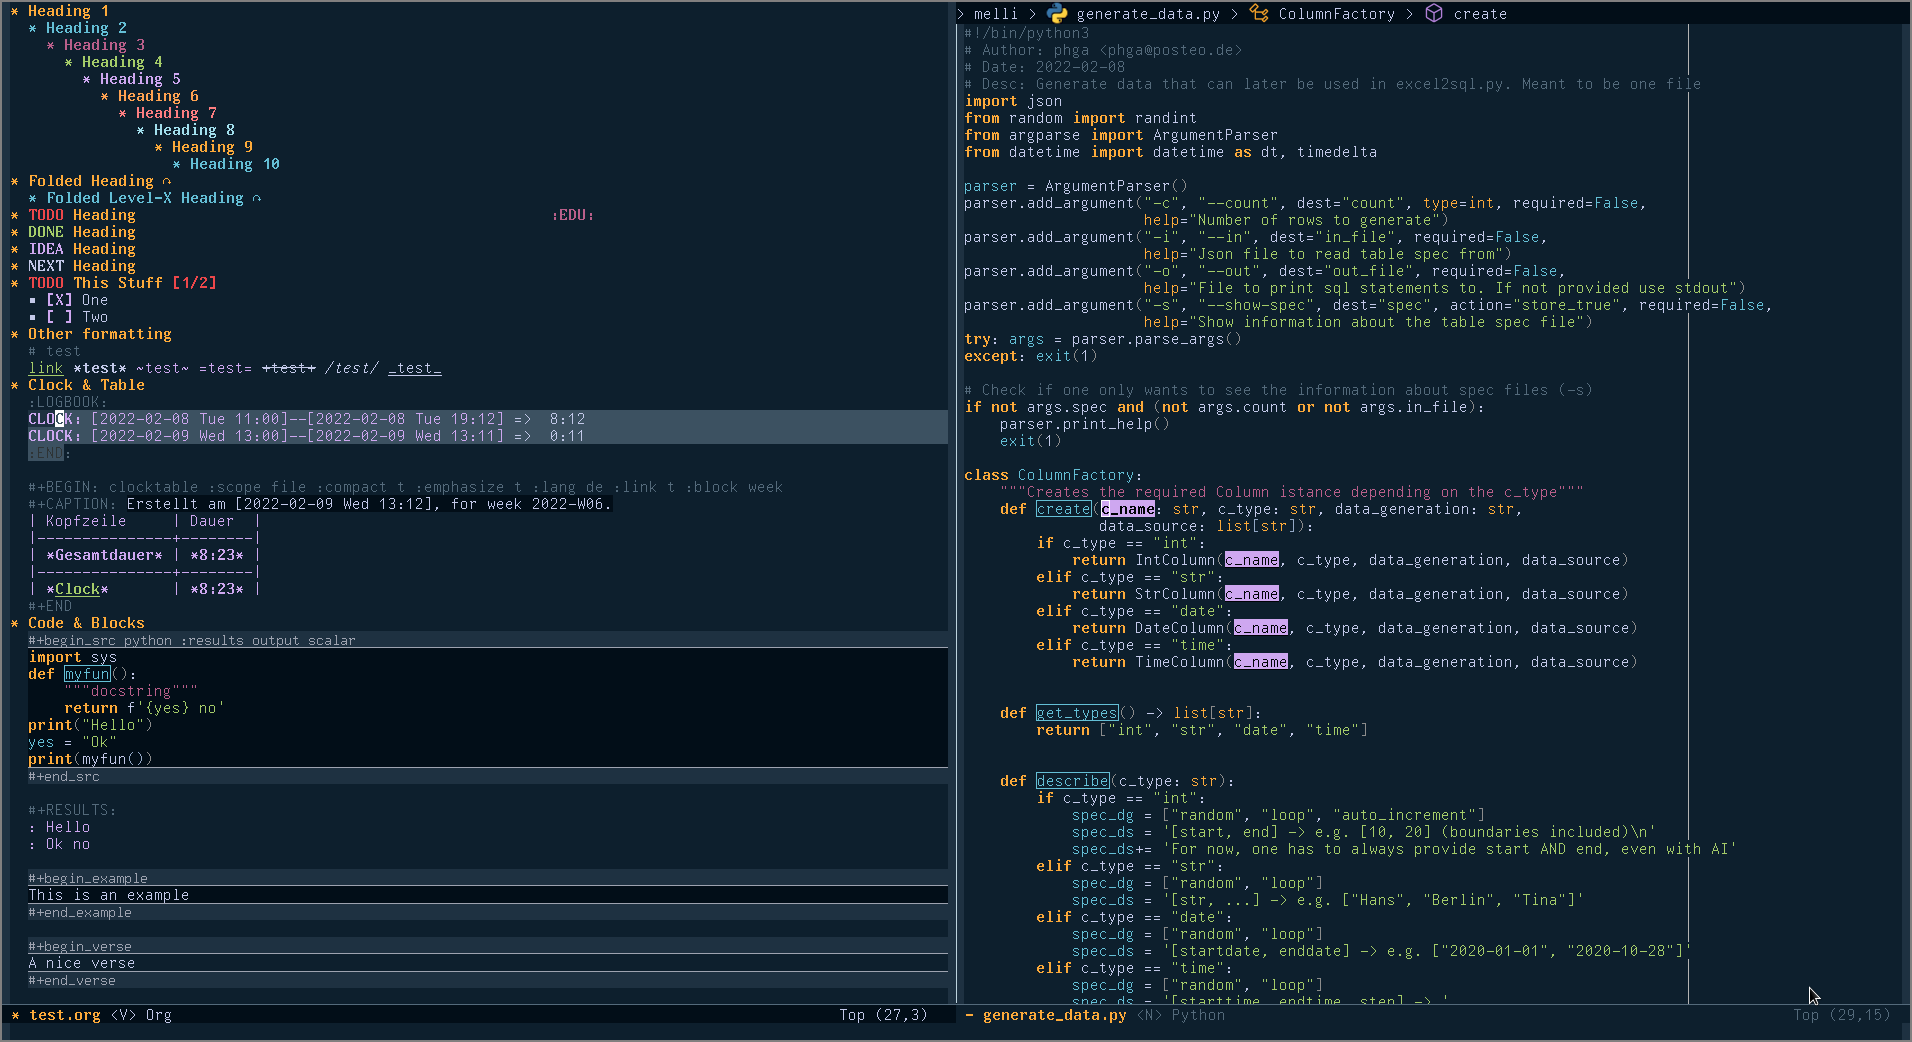 * Heading 1
* Heading 2
* Heading 3
* Heading 4
* Heading 5
* Heading 6
* Heading 7
* Heading 8
* Heading 9
* Heading 10
* Folded Heading
* Folded Level-X Heading
* TODO Heading :EDU:
* DONE Heading
* IDEA Heading
* NEXT Heading
* TODO This Stuff [1/2]
▪ [X] One
▪ [ ] Two
* Other formatting
# test
link *test* ~test~ =test= +test+ /test/ _test_
* Clock & Table
:LOGBOOK:
CLOCK: [2022-02-08 Tue 11:00]--[2022-02-08 Tue 19:12] =>  8:12
CLOCK: [2022-02-09 Wed 13:00]--[2022-02-09 Wed 13:11] =>  0:11
:END:
#+BEGIN: clocktable :scope file :compact t :emphasize t :lang de :link t :block week
#+CAPTION: Erstellt am [2022-02-09 Wed 13:12], for week 2022-W06.
| Kopfzeile     | Dauer  |
|---------------+--------|
| *Gesamtdauer* | *8:23* |
|---------------+--------|
| *Clock*       | *8:23* |
#+END
* Code & Blocks
#+begin_src python :results output scalar
import sys
def myfun():
    """docstring"""
    return f'{yes} no'
print("Hello")
yes = "Ok"
print(myfun())
#+end_src
#+RESULTS:
: Hello
: Ok no
#+begin_example
This is an example
#+end_example
#+begin_verse
A nice verse
#+end_verse
* test.org <V> Org Top (27,3)
> melli > generate_data.py > ColumnFactory > create
#!/bin/python3
# Author: phga <phga@posteo.de>
# Date: 2022-02-08
# Desc: Generate data that can later be used in excel2sql.py. Meant to be one file
import json
from random import randint
from argparse import ArgumentParser
from datetime import datetime as dt, timedelta
parser = ArgumentParser()
parser.add_argument("-c", "--count", dest="count", type=int, required=False,
                    help="Number of rows to generate")
parser.add_argument("-i", "--in", dest="in_file", required=False,
                    help="Json file to read table spec from")
parser.add_argument("-o", "--out", dest="out_file", required=False,
                    help="File to print sql statements to. If not provided use stdout")
parser.add_argument("-s", "--show-spec", dest="spec", action="store_true", required=False,
                    help="Show information about the table spec file")
try: args = parser.parse_args()
except: exit(1)
# Check if one only wants to see the information about spec files (-s)
if not args.spec and (not args.count or not args.in_file):
    parser.print_help()
    exit(1)
class ColumnFactory:
    """Creates the required Column istance depending on the c_type"""
    def create(c_name: str, c_type: str, data_generation: str,
               data_source: list[str]):
        if c_type == "int":
            return IntColumn(c_name, c_type, data_generation, data_source)
        elif c_type == "str":
            return StrColumn(c_name, c_type, data_generation, data_source)
        elif c_type == "date":
            return DateColumn(c_name, c_type, data_generation, data_source)
        elif c_type == "time":
            return TimeColumn(c_name, c_type, data_generation, data_source)
    def get_types() -> list[str]:
        return ["int", "str", "date", "time"]
    def describe(c_type: str):
        if c_type == "int":
            spec_dg = ["random", "loop", "auto_increment"]
            spec_ds = '[start, end] -> e.g. [10, 20] (boundaries included)\n'
            spec_ds+= 'For now, one has to always provide start AND end, even with AI'
        elif c_type == "str":
            spec_dg = ["random", "loop"]
            spec_ds = '[str, ...] -> e.g. ["Hans", "Berlin", "Tina"]'
        elif c_type == "date":
            spec_dg = ["random", "loop"]
            spec_ds = '[startdate, enddate] -> e.g. ["2020-01-01", "2020-10-28"]'
        elif c_type == "time":
            spec_dg = ["random", "loop"]
            spec_ds = '[starttime, endtime, step] -> '
- generate_data.py <N> Python Top (29,15)